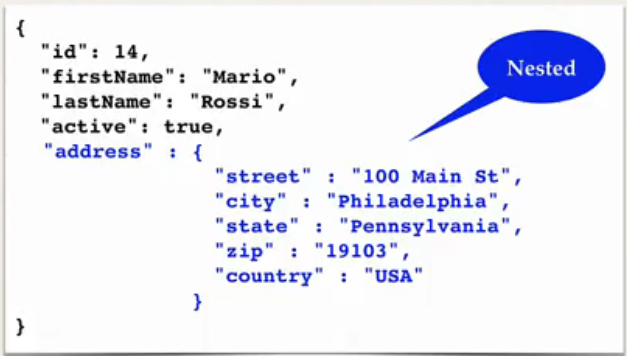 {
"id": 14,
"firstName": "Mario",
"lastName": "Rossi",
"active": true,
"address" : {
"street" : "100 Main St",
"city" : "Philadelphia",
"state" : "Pennsylvania",
"zip" : "19103",
"country" : "USA"
}
}
Nested